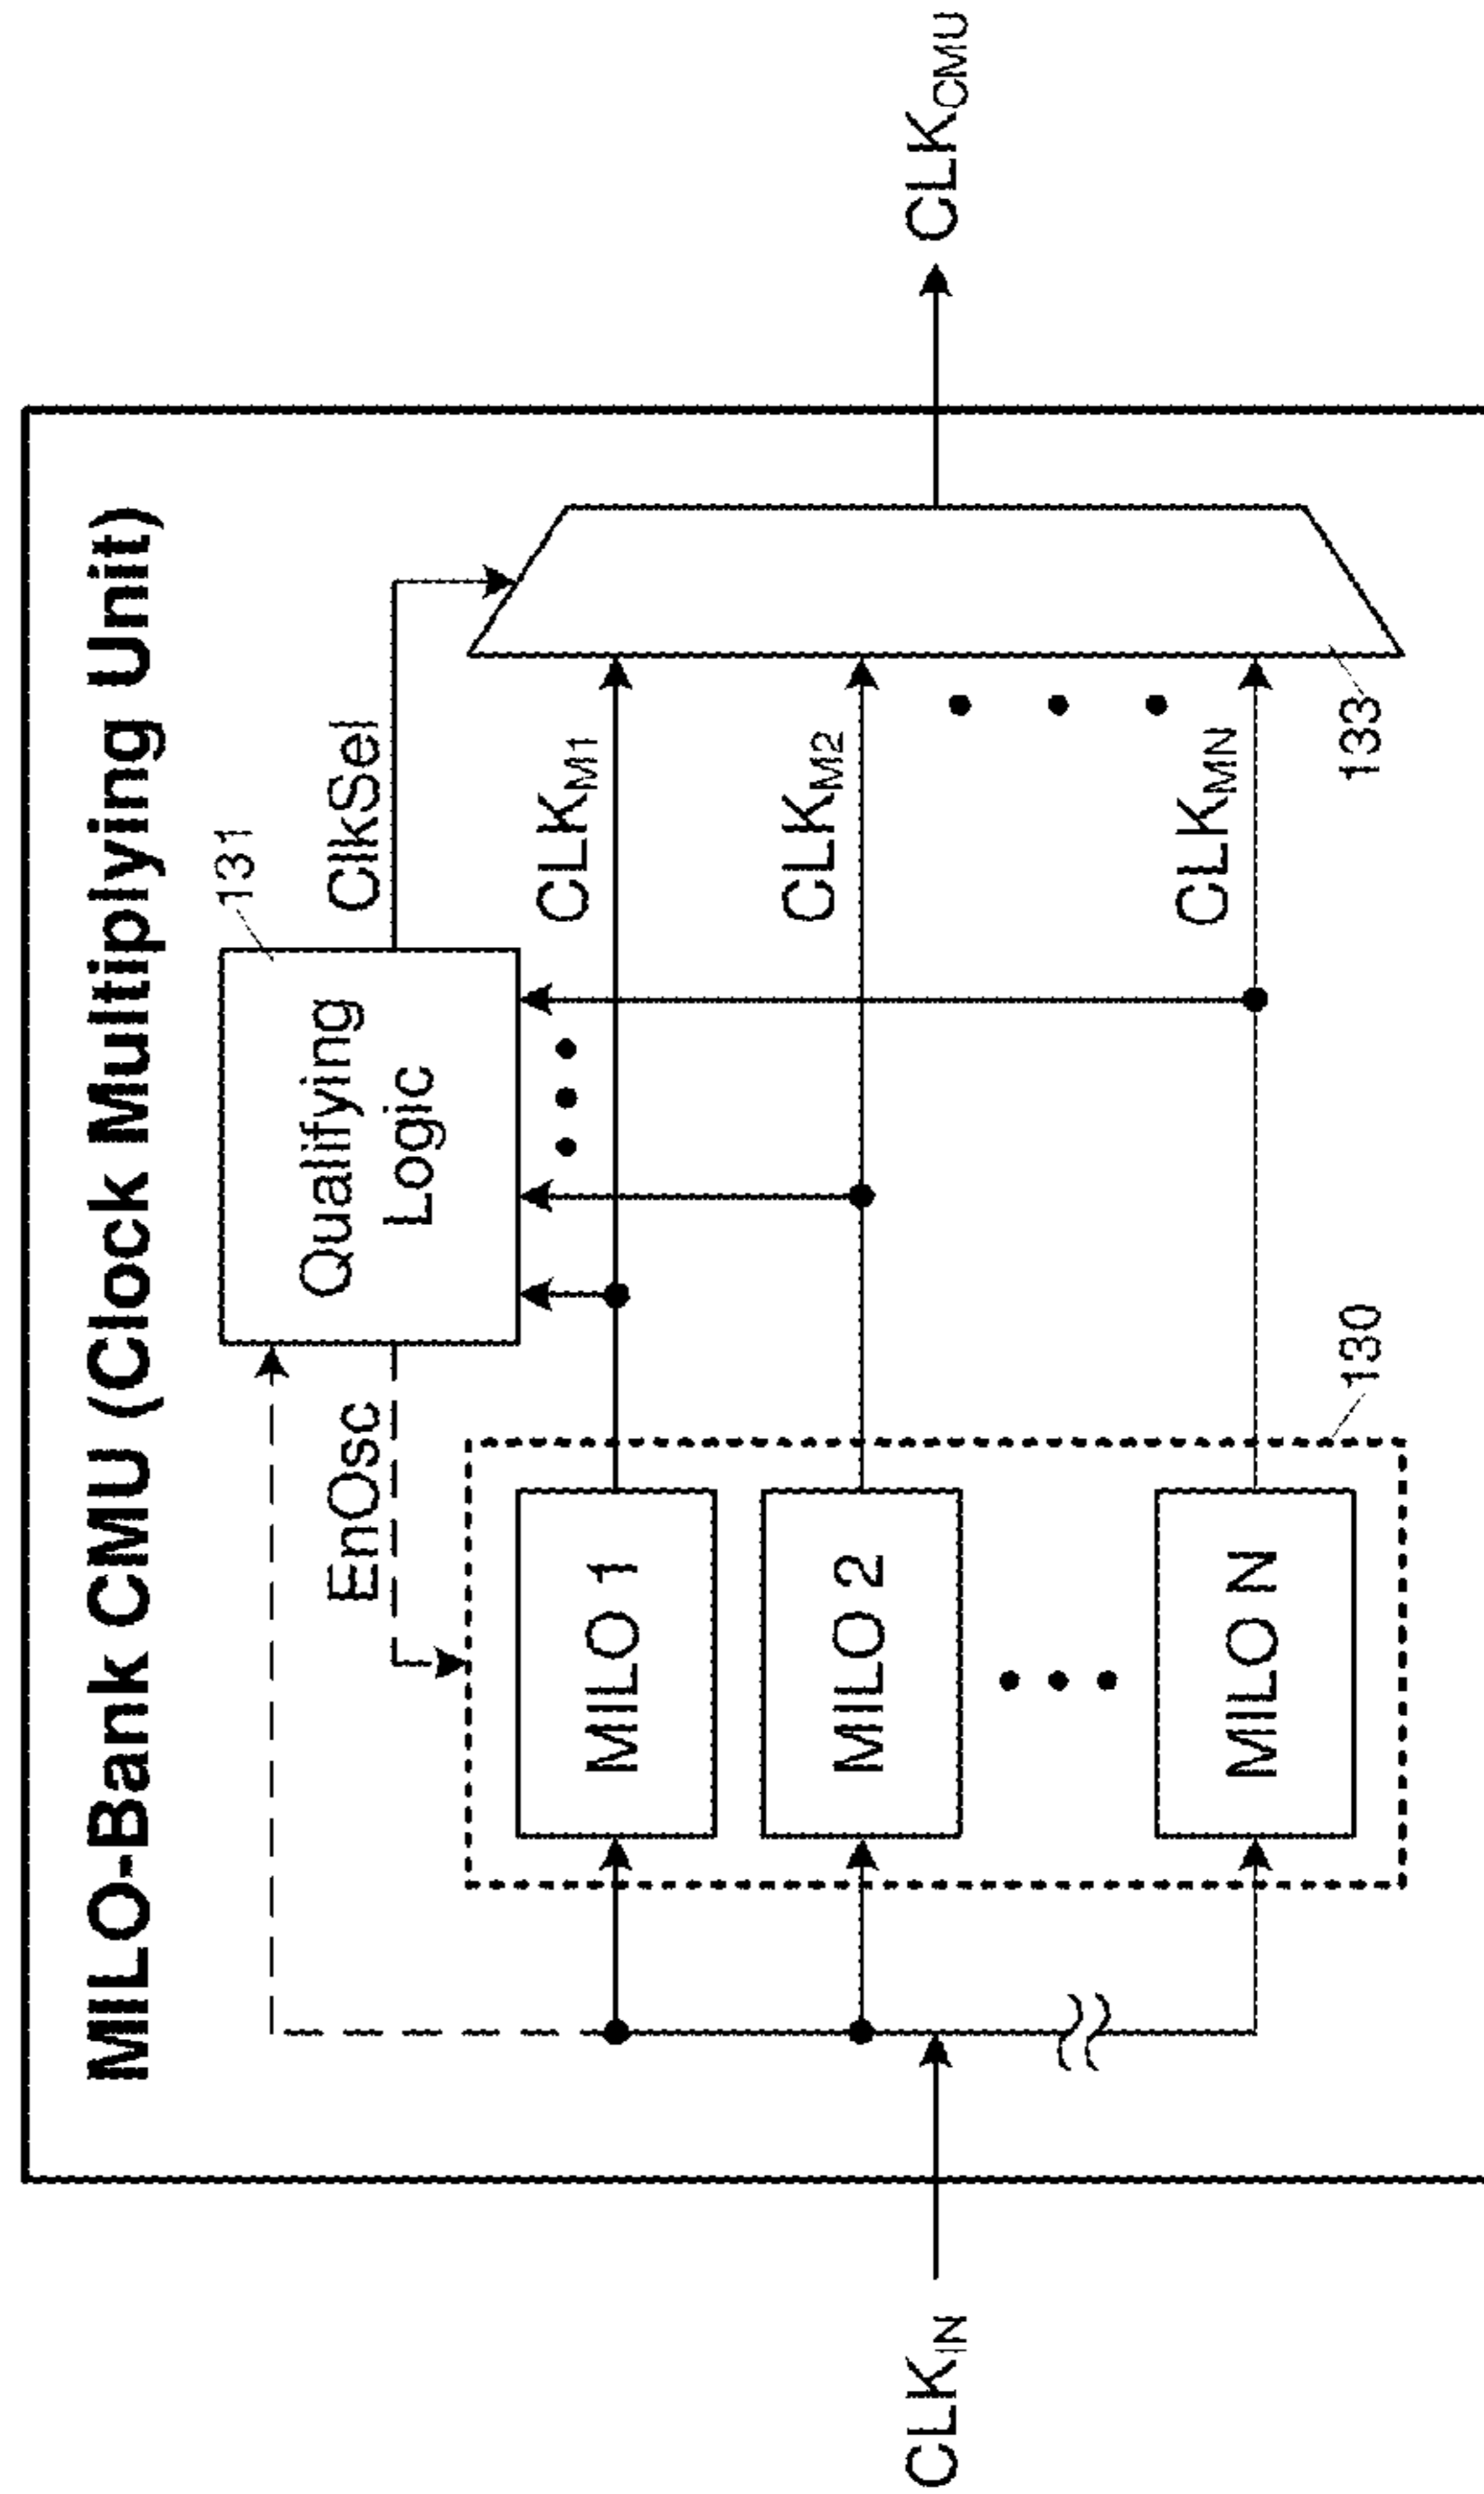 MILO-Bank CMU (Clock Multiplying Unit)
131
Qualifying
Logic
EnOsc
ClkSel
MILO 1
CLKM1
MILO 2
CLKM2
CLKIN
CLKCMU
MILO N
CLKMN
130
133